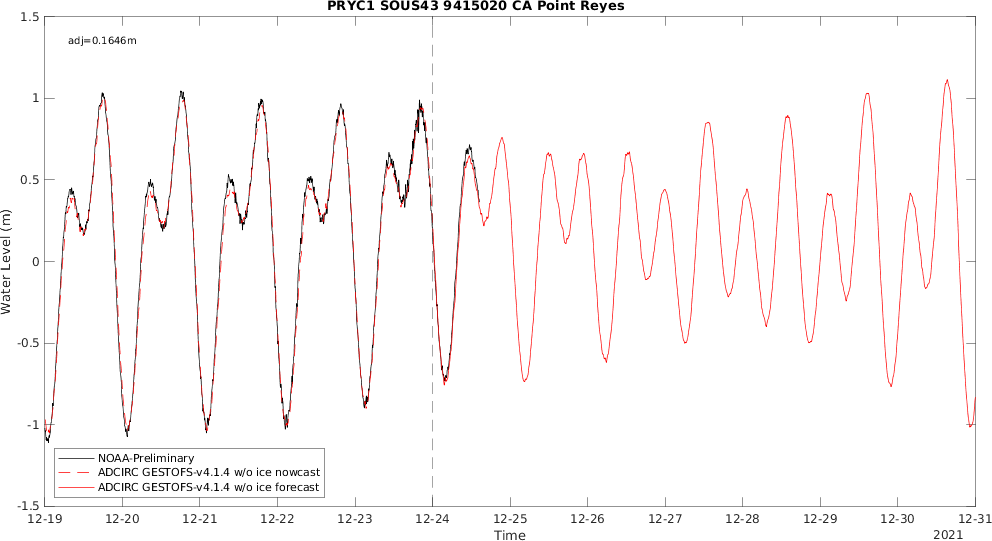 PRYC1 SOUS43 9415020 CA Point Reyes
adj=0.1646m
1.5
1
0.5
0
-0.5
-1
-1.5
Water Level (m)
NOAA-Preliminary
ADCIRC GESTOFS-v4.1.4 w/o ice nowcast
ADCIRC GESTOFS-v4.1.4 w/o ice forecast
12-19 12-20 12-21 12-22 12-23 12-24 12-25 12-26 12-27 12-28 12-29 12-30 12-31
Time
2021